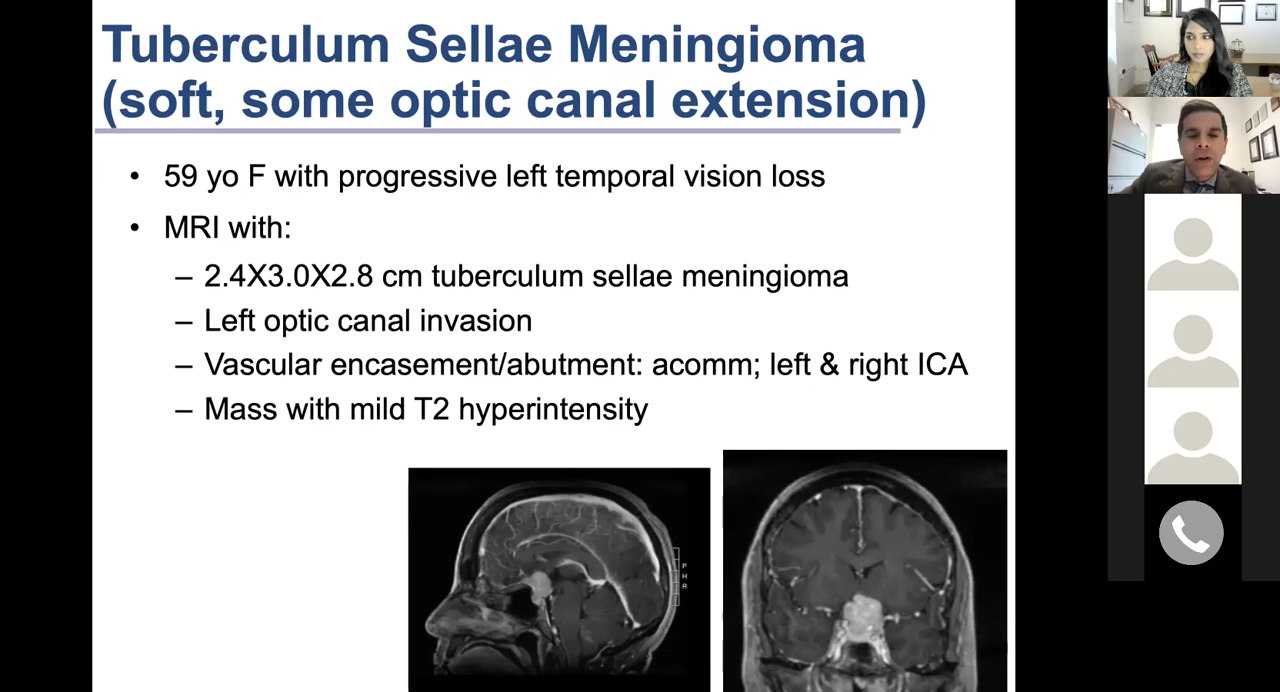 Tuberculum Sellae Meningioma
(soft, some optic canal extension)
• 59 yo F with progressive left temporal vision loss
• MRI with:
– 2.4X3.0X2.8 cm tuberculum sellae meningioma
– Left optic canal invasion
– Vascular encasement/abutment: acomm; left & right ICA
– Mass with mild T2 hyperintensity
P
H
R